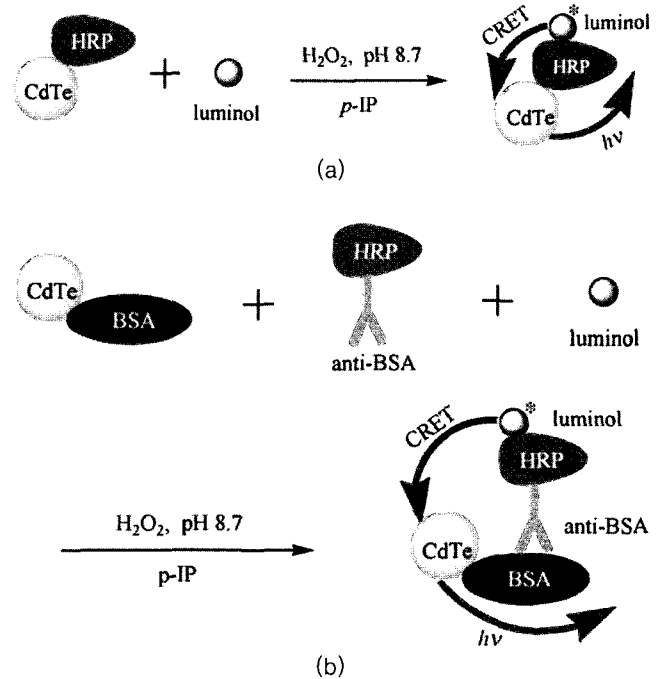 HRP
CdTe
+
luminol
H₂O₂, pH 8.7
p-IP
CRET
*
luminol
HRP
CdTe
hν
(a)
CdTe
BSA
+
HRP
anti-BSA
+
luminol
H₂O₂, pH 8.7
p-IP
CRET
*
luminol
HRP
anti-BSA
CdTe
BSA
hν
(b)